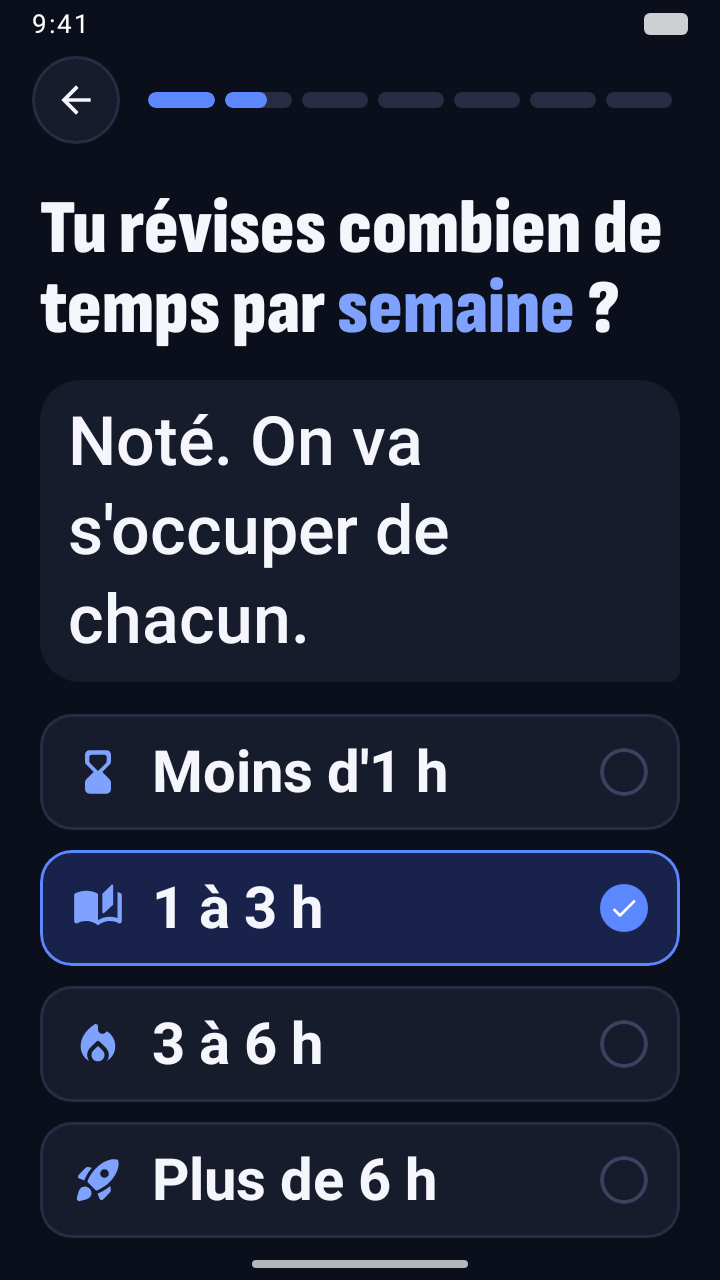 9:41
Tu révises combien de
temps par semaine ?
Noté. On va
s'occuper de
chacun.
Moins d'1 h
1 à 3 h
3 à 6 h
Plus de 6 h